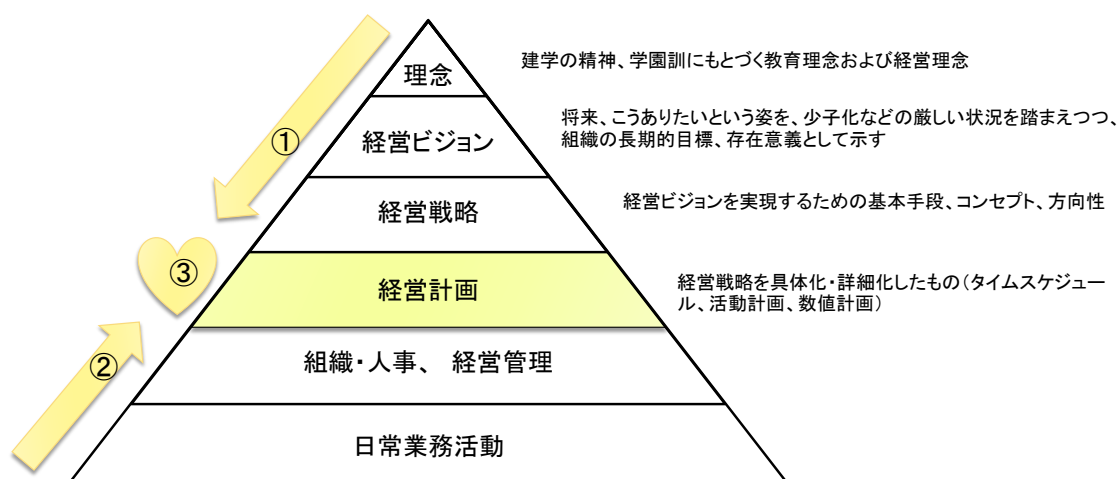 理念
建学の精神、学園訓にもとづく教育理念および経営理念
①
経営ビジョン
将来、こうありたいという姿を、少子化などの厳しい状況を踏まえつつ、
組織の長期的目標、存在意義として示す
経営戦略
経営ビジョンを実現するための基本手段、コンセプト、方向性
③
経営計画
経営戦略を具体化・詳細化したもの(タイムスケジュー
ル、活動計画、数値計画)
②
組織・人事、 経営管理
日常業務活動